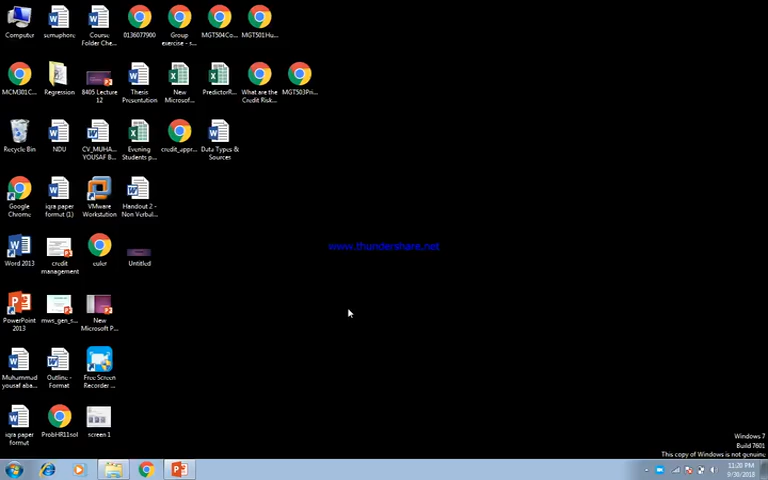 Computer
semaphore
Course
Folder Che...
0136077900
Group
exercise - s...
MGT504Co...
MGT501Hu...
MCM301C...
Regression
8405 Lecture
12
Thesis
Presentation
New
Microsof...
PredictorR...
What are the
Credit Risk...
MGT503Pri...
Recycle Bin
NDU
CV_MUHA...
YOUSAF B...
Evening
Students p...
credit_appr...
Data Types &
Sources
Google
Chrome
iqra paper
format (1)
VMware
Workstation
Handout 2 -
Non Verbal...
www.thundershare.net
Word 2013
credit
management
euler
Untitled
PowerPoint
2013
mws_gen_s...
New
Microsoft P...
Muhammad
yousaf aba...
Outline -
Format
Free Screen
Recorder ...
iqra paper
format
ProbHR11sol
screen 1
Windows 7
Build 7601
This copy of Windows is not genuine
11:20 PM
9/30/2018